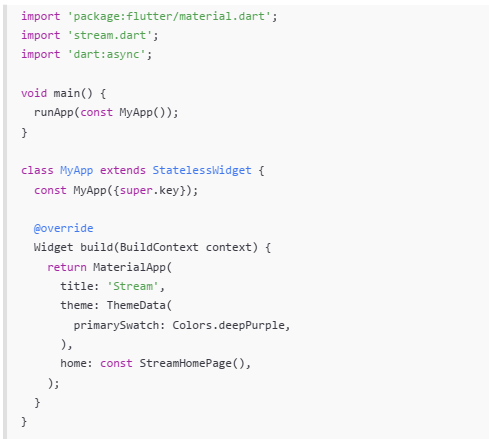 import 'package:flutter/material.dart';
import 'stream.dart';
import 'dart:async';

void main() {
  runApp(const MyApp());
}

class MyApp extends StatelessWidget {
  const MyApp({super.key});

  @override
  Widget build(BuildContext context) {
    return MaterialApp(
      title: 'Stream',
      theme: ThemeData(
        primarySwatch: Colors.deepPurple,
      ),
      home: const StreamHomePage(),
    );
  }
}